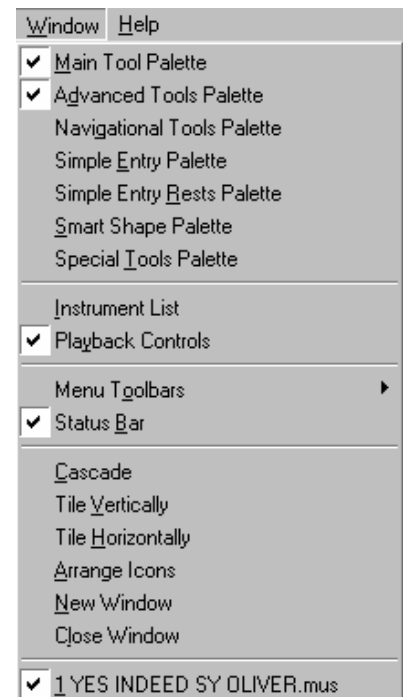 Window Help
Main Tool Palette
Advanced Tools Palette
Navigational Tools Palette
Simple Entry Palette
Simple Entry Rests Palette
Smart Shape Palette
Special Tools Palette
Instrument List
Playback Controls
Menu Toolbars
Status Bar
Cascade
Tile Vertically
Tile Horizontally
Arrange Icons
New Window
Close Window
1 YES INDEED SY OLIVER.mus